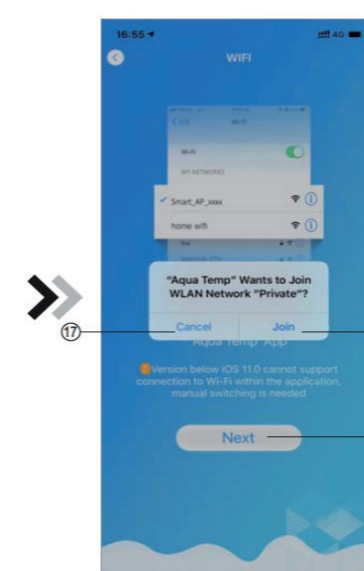 16:55
4G
WIFI
Wi-Fi
Wi-Fi
MY NETWORKS
Smart_AP_xxxx
home wifi
"Aqua Temp" Wants to Join
WLAN Network "Private"?
17
Cancel
Join
Aqua Temp App
Version below IOS 11.0 cannot support
connection to Wi-Fi within the application,
manual switching is needed
Next